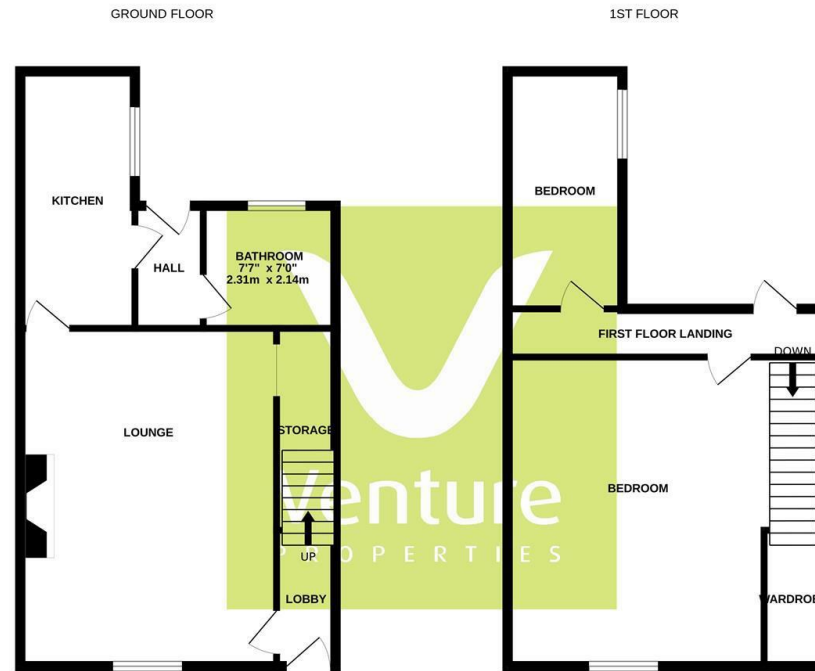 GROUND FLOOR
1ST FLOOR
KITCHEN
HALL
BATHROOM
7'7" x 7'0"
2.31m x 2.14m
LOUNGE
STORAGE
UP
LOBBY
BEDROOM
FIRST FLOOR LANDING
DOWN
BEDROOM
WARDROB
Venture
PROPERTIES